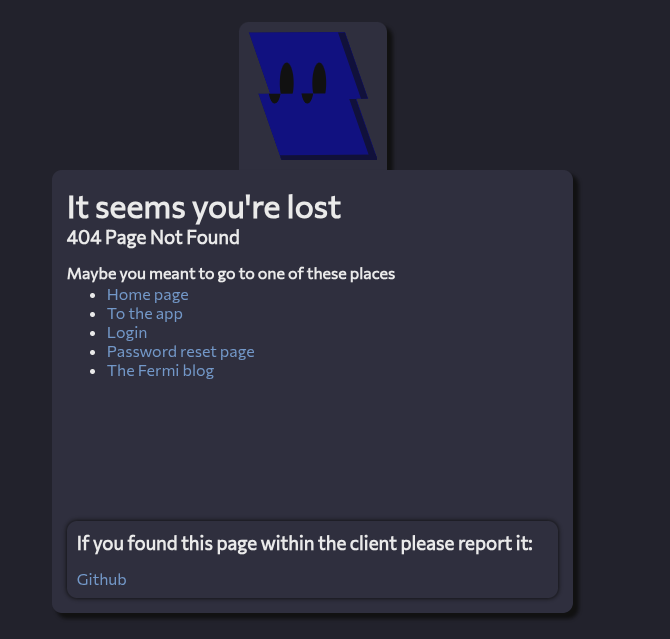 It seems you're lost
404 Page Not Found
Maybe you meant to go to one of these places
Home page
To the app
Login
Password reset page
The Fermi blog
If you found this page within the client please report it:
Github